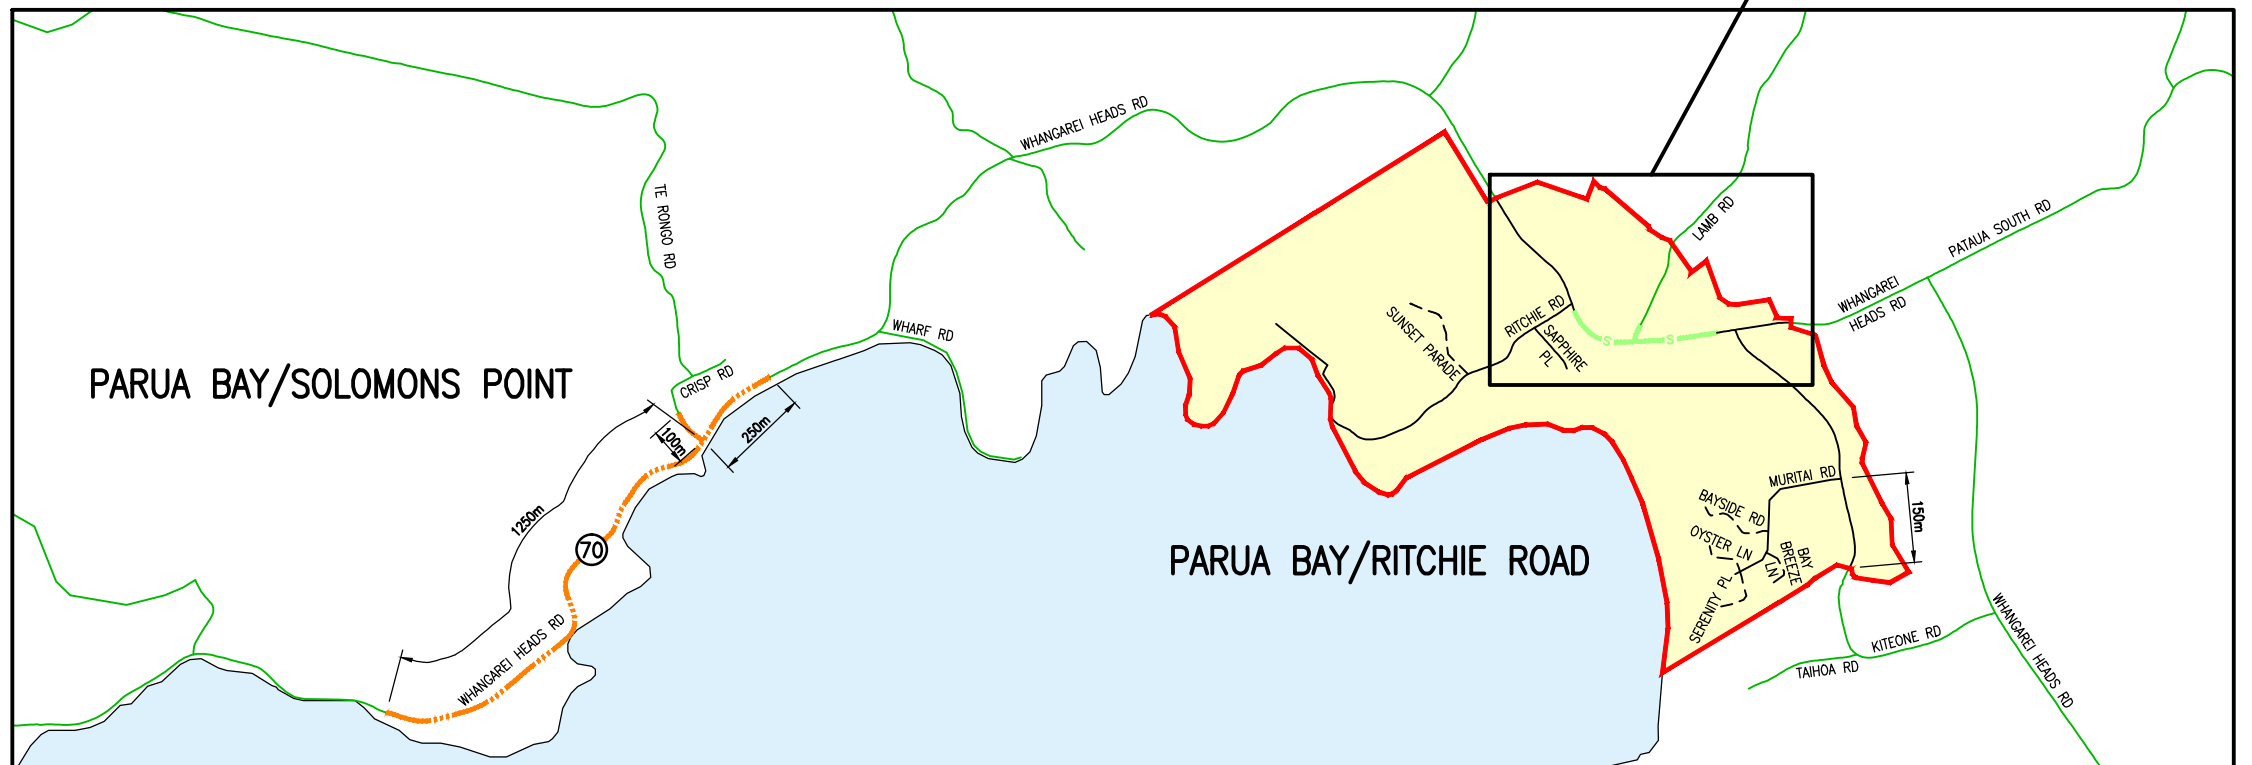 WHANGAREI HEADS RD
TE RONGO RD
LAMB RD
PATAUA SOUTH RD
WHANGAREI
HEADS RD
WHARF RD
RITCHIE RD
SUNSET PARADE
SAPPHIRE
PL
S
S
PARUA BAY/SOLOMONS POINT
CRISP RD
100m
250m
1250m
70
WHANGAREI HEADS RD
PARUA BAY/RITCHIE ROAD
MURITAI RD
BAYSIDE RD
OYSTER LN
BAY
BREEZE
LN
SERENITY PL
150m
KITEONE RD
TAIHOA RD
WHANGAREI HEADS RD